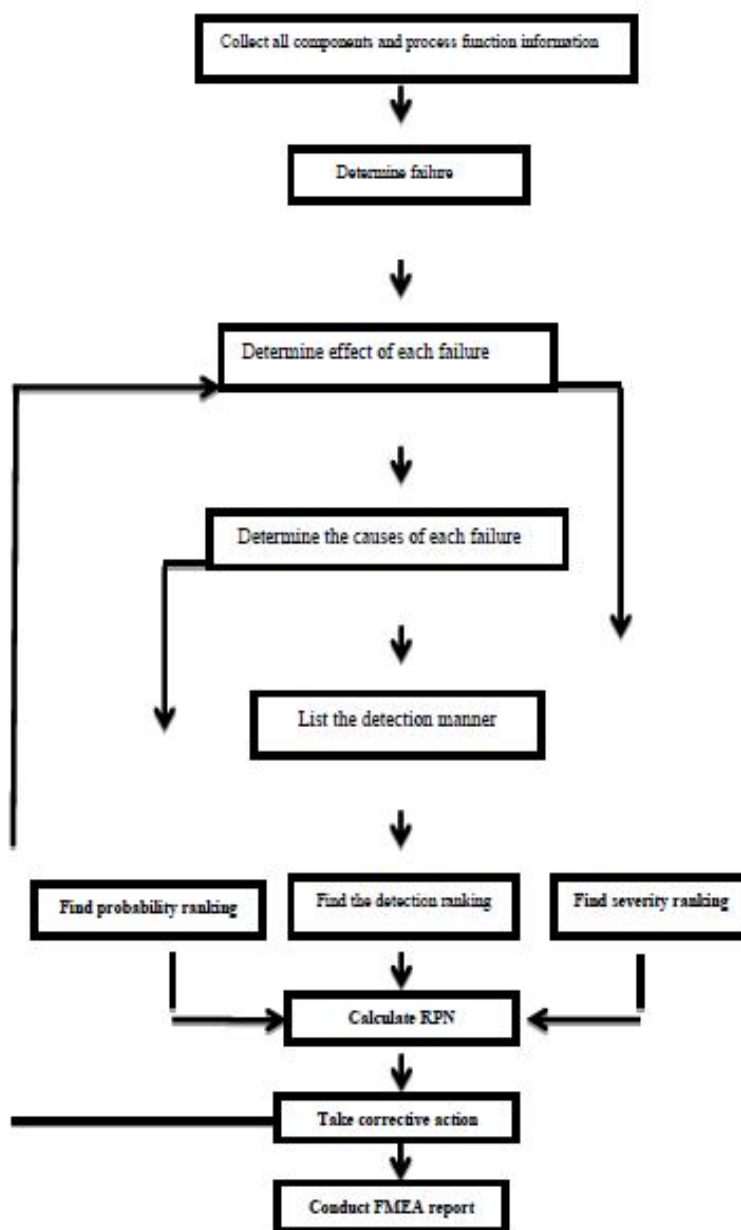 Collect all components and process function information
Determine failure
Determine effect of each failure
Determine the causes of each failure
List the detection manner
Find probability ranking
Find the detection ranking
Find severity ranking
Calculate RPN
Take corrective action
Conduct FMEA report